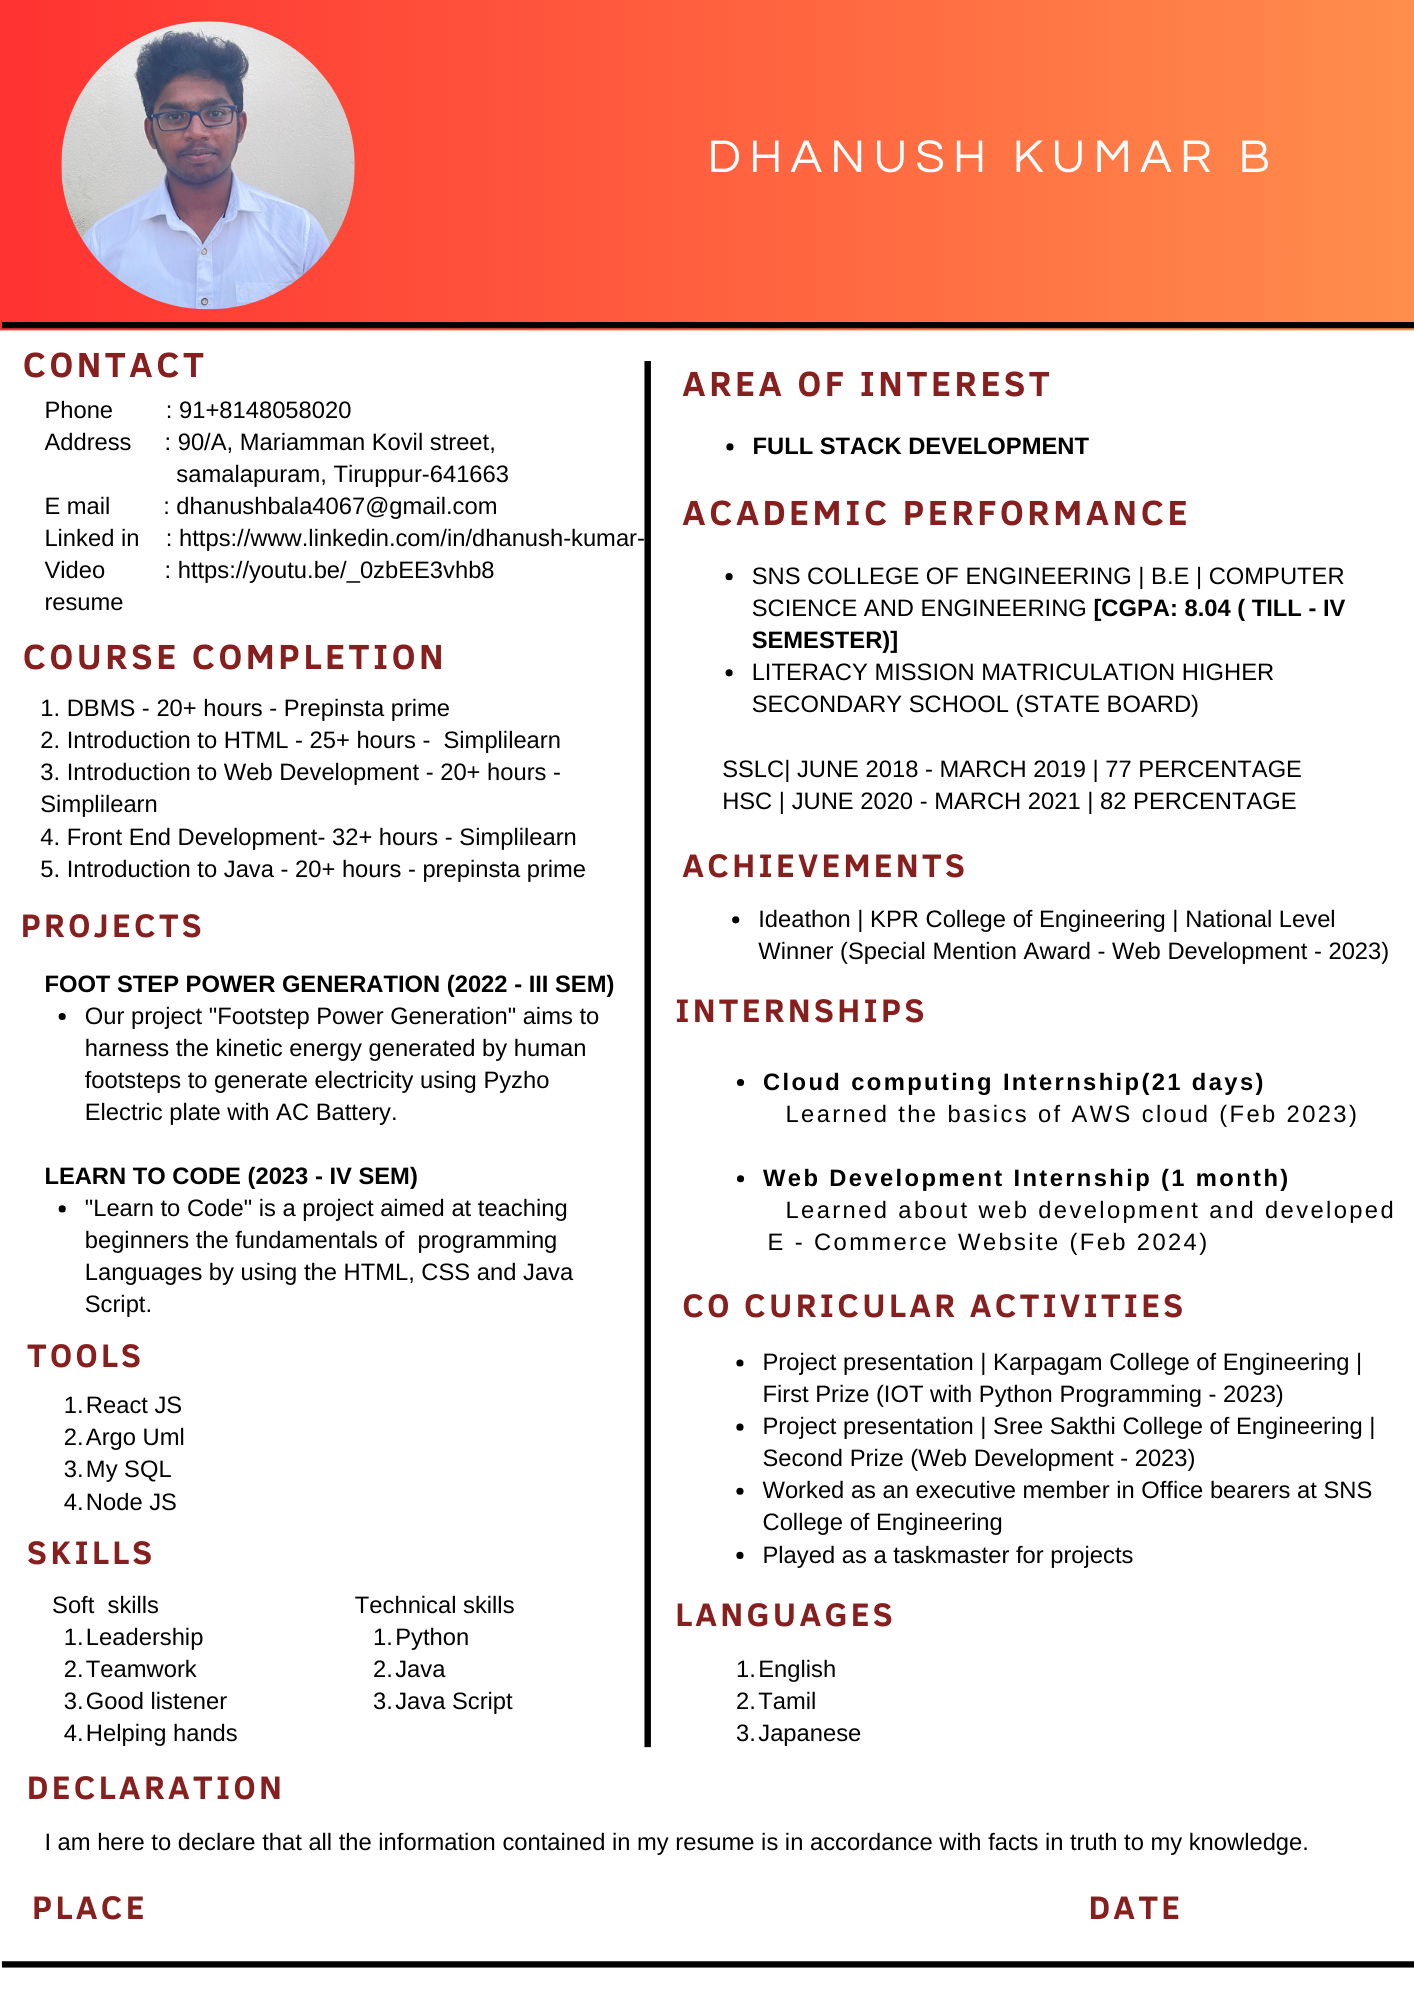 DHANUSH KUMAR B
CONTACT
Phone : 91+8148058020
Address : 90/A, Mariamman Kovil street,
samalapuram, Tiruppur-641663
E mail : dhanushbala4067@gmail.com
Linked in : https://www.linkedin.com/in/dhanush-kumar-
Video : https://youtu.be/_0zbEE3vhb8
resume
COURSE COMPLETION
1. DBMS - 20+ hours - Prepinsta prime
2. Introduction to HTML - 25+ hours - Simplilearn
3. Introduction to Web Development - 20+ hours -
Simplilearn
4. Front End Development- 32+ hours - Simplilearn
5. Introduction to Java - 20+ hours - prepinsta prime
PROJECTS
FOOT STEP POWER GENERATION (2022 - III SEM)
• Our project "Footstep Power Generation" aims to
harness the kinetic energy generated by human
footsteps to generate electricity using Pyzho
Electric plate with AC Battery.
LEARN TO CODE (2023 - IV SEM)
• "Learn to Code" is a project aimed at teaching
beginners the fundamentals of programming
Languages by using the HTML, CSS and Java
Script.
TOOLS
1. React JS
2. Argo Uml
3. My SQL
4. Node JS
SKILLS
Soft skills
1. Leadership
2. Teamwork
3. Good listener
4. Helping hands
Technical skills
1. Python
2. Java
3. Java Script
AREA OF INTEREST
• FULL STACK DEVELOPMENT
ACADEMIC PERFORMANCE
• SNS COLLEGE OF ENGINEERING | B.E | COMPUTER
SCIENCE AND ENGINEERING [CGPA: 8.04 ( TILL - IV
SEMESTER)]
• LITERACY MISSION MATRICULATION HIGHER
SECONDARY SCHOOL (STATE BOARD)
SSLC| JUNE 2018 - MARCH 2019 | 77 PERCENTAGE
HSC | JUNE 2020 - MARCH 2021 | 82 PERCENTAGE
ACHIEVEMENTS
• Ideathon | KPR College of Engineering | National Level
Winner (Special Mention Award - Web Development - 2023)
INTERNSHIPS
• Cloud computing Internship(21 days)
Learned the basics of AWS cloud (Feb 2023)
• Web Development Internship (1 month)
Learned about web development and developed
E - Commerce Website (Feb 2024)
CO CURICULAR ACTIVITIES
• Project presentation | Karpagam College of Engineering |
First Prize (IOT with Python Programming - 2023)
• Project presentation | Sree Sakthi College of Engineering |
Second Prize (Web Development - 2023)
• Worked as an executive member in Office bearers at SNS
College of Engineering
• Played as a taskmaster for projects
LANGUAGES
1. English
2. Tamil
3. Japanese
DECLARATION
I am here to declare that all the information contained in my resume is in accordance with facts in truth to my knowledge.
PLACE DATE